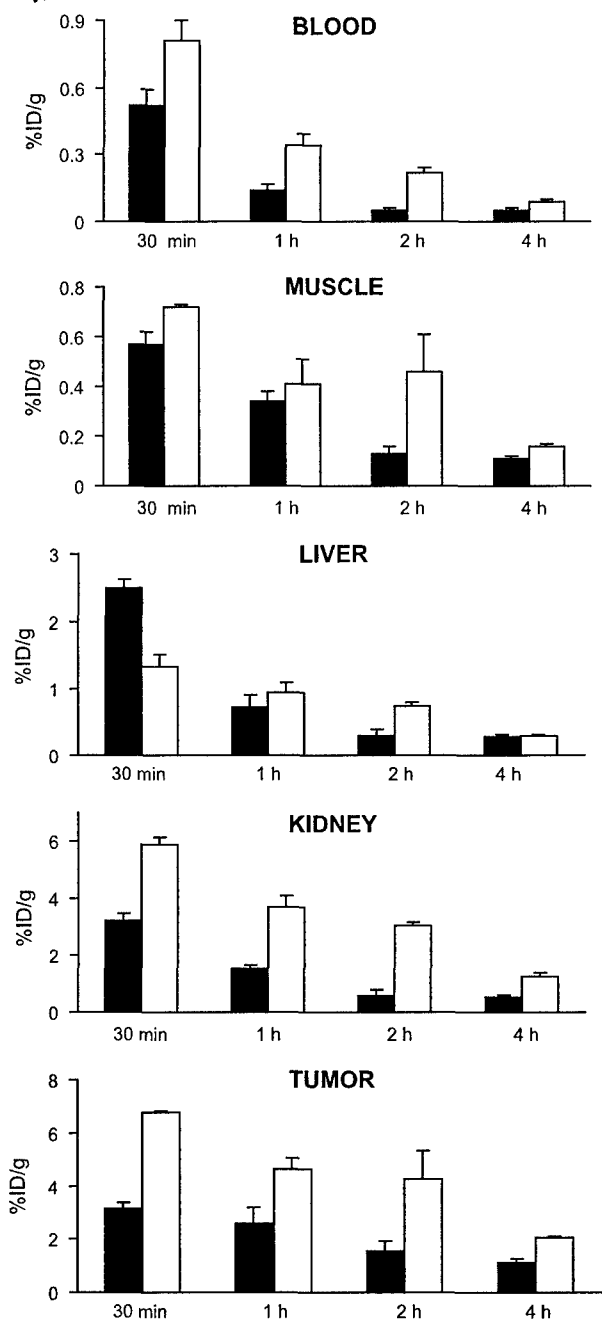 y,
BLOOD
%ID/g
0.9
0.6
0.3
0
30 min 1 h 2 h 4 h
MUSCLE
%ID/g
0.8
0.6
0.4
0.2
0
30 min 1 h 2 h 4 h
LIVER
%ID/g
3
2
1
0
30 min 1 h 2 h 4 h
KIDNEY
%ID/g
6
4
2
0
30 min 1 h 2 h 4 h
TUMOR
%ID/g
8
6
4
2
0
30 min 1 h 2 h 4 h